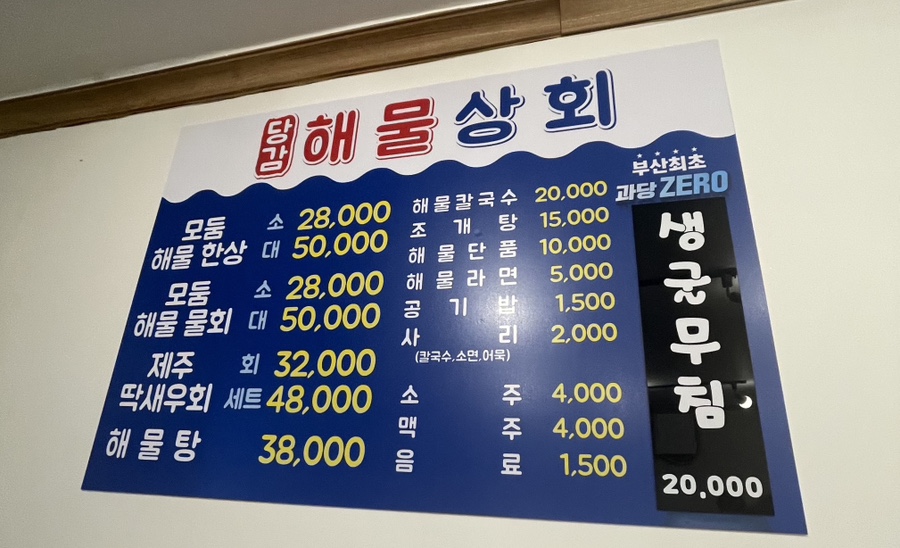 당감 해물상회
모둠 해물 한상 소 28,000
대 50,000
모둠 해물 물회 소 28,000
대 50,000
제주 딱새우회 회 32,000
세트 48,000
해물탕 38,000
해물칼국수 20,000
조개탕 15,000
해물단품 10,000
해물라면 5,000
공기밥 1,500
사리 2,000
(칼국수,소면,어묵)
소주 4,000
맥주 4,000
음료 1,500
부산최초
과당 ZERO
생굴무침
20,000